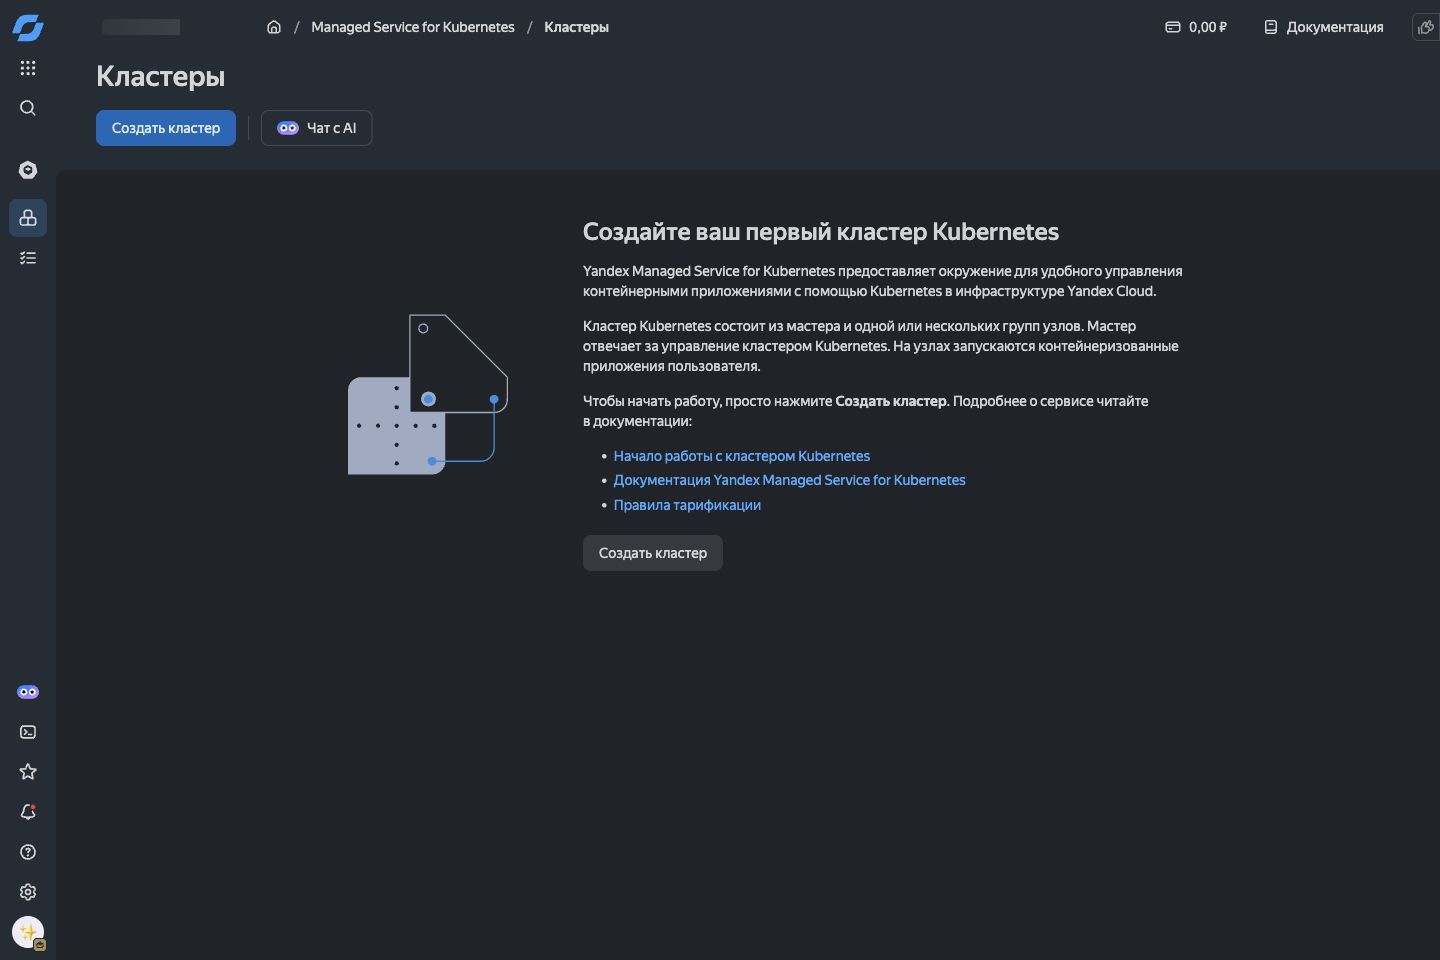 Managed Service for Kubernetes / Кластеры
0,00 ₽
Документация
Кластеры
Создать кластер
Чат с AI
Создайте ваш первый кластер Kubernetes
Yandex Managed Service for Kubernetes предоставляет окружение для удобного управления
контейнерными приложениями с помощью Kubernetes в инфраструктуре Yandex Cloud.
Кластер Kubernetes состоит из мастера и одной или нескольких групп узлов. Мастер
отвечает за управление кластером Kubernetes. На узлах запускаются контейнеризованные
приложения пользователя.
Чтобы начать работу, просто нажмите Создать кластер. Подробнее о сервисе читайте
в документации:
• Начало работы с кластером Kubernetes
• Документация Yandex Managed Service for Kubernetes
• Правила тарификации
Создать кластер